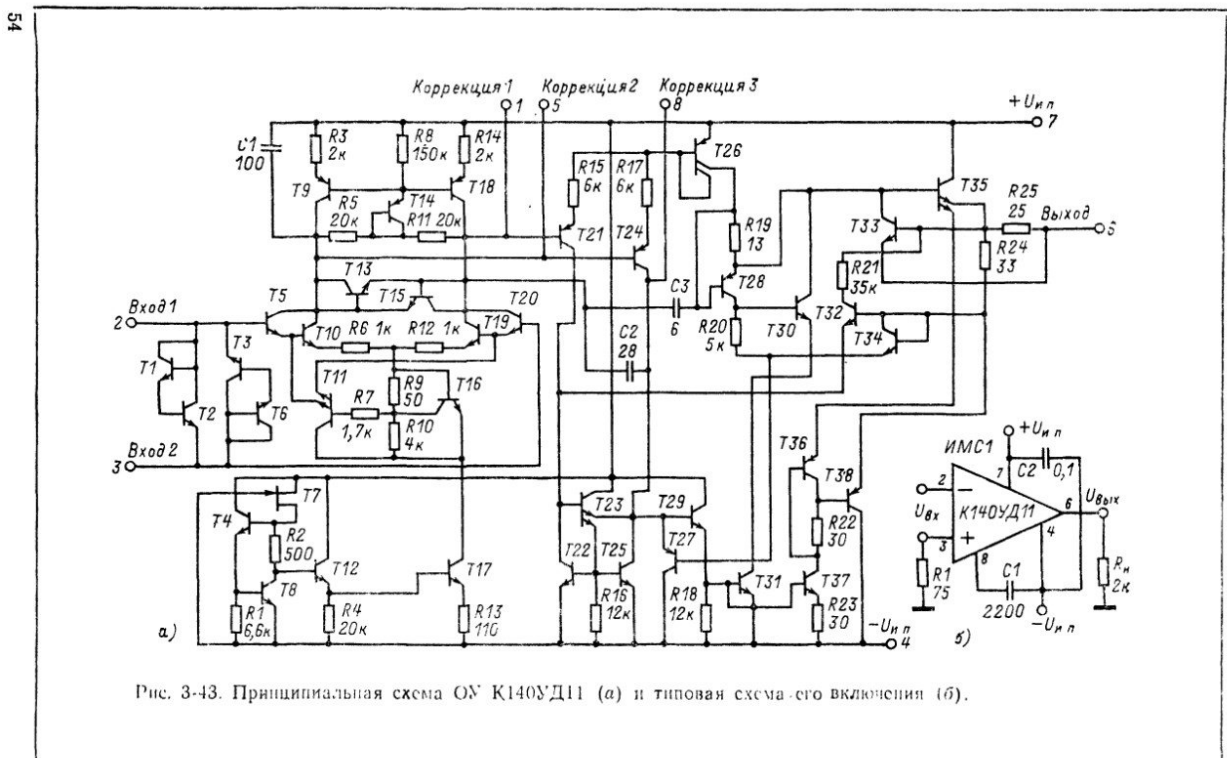 54
Коррекция 1 Коррекция 2 Коррекция 3
1 5 8
+Uип
7
C1
100
R3
2к
R8
150к
R14
2к
R15
6к
R17
6к
T26
T9
T14
T18
R5
20к
R11 20к
T21
T24
R19
13
T35
R25
25
Выход
6
T33
R24
33
T13
T15
T20
T28
C3
6
R21
35к
Вход 1
2
T5
T10
R6 1к
R12 1к
T19
T30
T32
R20
5к
T34
C2
28
T1
T3
T2
T6
T11
R7
1,7к
R9
50
R10
4к
T16
Вход 2
3
T36
T38
T7
T4
R2
500
T8
T12
T17
T23
T29
T27
T22
T25
R22
30
R1
6,6к
R4
20к
R13
110
R16
12к
R18
12к
T31
T37
R23
30
–Uип
4
а)
ИМС1
+Uип
7
C2
0,1
2
–
Uвх
К140УД11
6
Uвых
3
+
4
8
R1
75
C1
2200
–Uип
Rн
2к
б)
Рис. 3-43. Принципиальная схема ОУ К140УД11 (а) и типовая схема его включения (б).